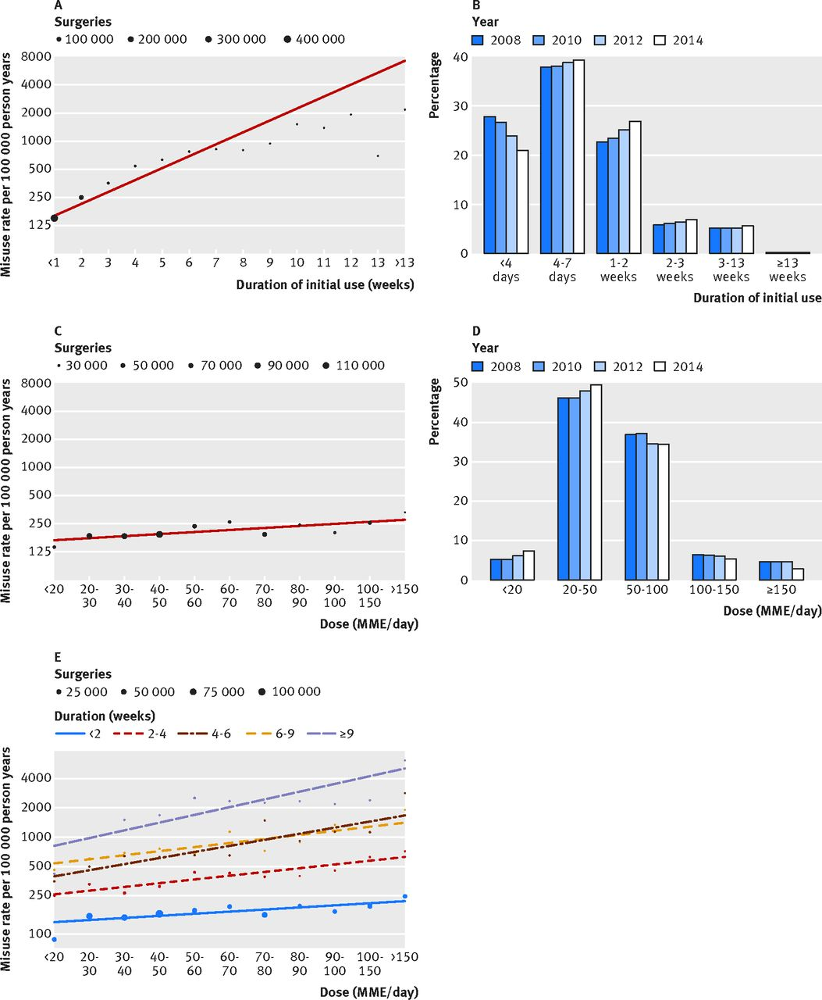 A
Surgeries
100 000 200 000 300 000 400 000
Misuse rate per 100 000 person years
8000
4000
2000
1000
500
250
125
<1 2 3 4 5 6 7 8 9 10 11 12 13 >13
Duration of initial use (weeks)
B
Year
2008 2010 2012 2014
Percentage
40
30
20
10
0
<4 4-7 1-2 2-3 3-13 ≥13
days days weeks weeks weeks weeks
Duration of initial use
C
Surgeries
30 000 50 000 70 000 90 000 110 000
Misuse rate per 100 000 person years
8000
4000
2000
1000
500
250
125
<20 20- 30- 40- 50- 60- 70- 80- 90- 100- >150
30 40 50 60 70 80 90 100 150
Dose (MME/day)
D
Year
2008 2010 2012 2014
Percentage
50
40
30
20
10
0
<20 20-50 50-100 100-150 ≥150
Dose (MME/day)
E
Surgeries
25 000 50 000 75 000 100 000
Duration (weeks)
<2 2-4 4-6 6-9 ≥9
Misuse rate per 100 000 person years
4000
2000
1000
500
250
100
<20 20- 30- 40- 50- 60- 70- 80- 90- 100- >150
30 40 50 60 70 80 90 100 150
Dose (MME/day)